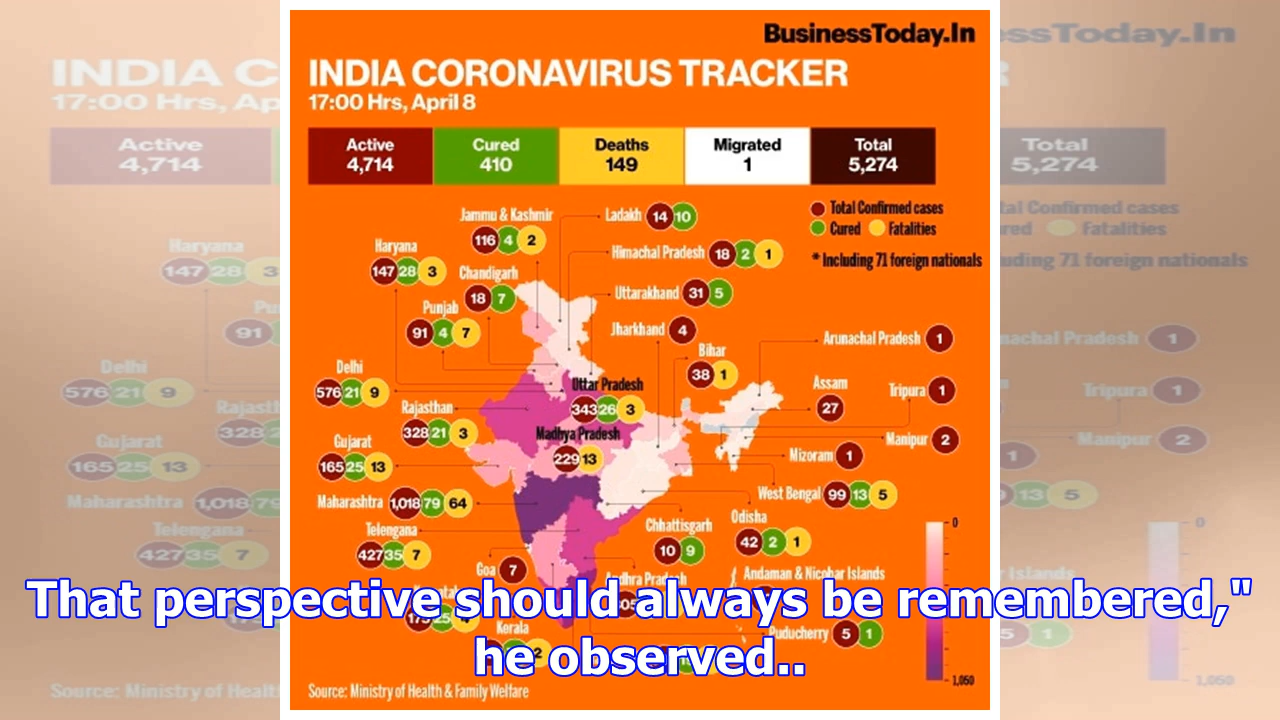 BusinessToday.In
INDIA CORONAVIRUS TRACKER
17:00 Hrs, April 8
Active
4,714
Cured
410
Deaths
149
Migrated
1
Total
5,274
Total Confirmed cases
Cured Fatalities
* Including 71 foreign nationals
Jammu & Kashmir
116 4 2
Ladakh 14 10
Haryana
147 28 3
Himachal Pradesh 18 2 1
Chandigarh
18 7
Uttarakhand 31 5
Punjab
91 4 7
Jharkhand 4
Arunachal Pradesh 1
Bihar
38 1
Delhi
576 21 9
Uttar Pradesh
343 26 3
Assam
27
Tripura 1
Rajasthan
328 21 3
Madhya Pradesh
229 13
Manipur 2
Gujarat
165 25 13
Mizoram 1
Maharashtra 1,018 79 64
West Bengal 99 13 5
Telengana
427 35 7
Chhattisgarh
10 9
Odisha
42 2 1
0
Goa 7
Andaman & Nicobar Islands
Andhra Pradesh
That perspective should always be remembered,"
he observed..
Kerala
2
Puducherry 5 1
1,050
Source: Ministry of Health & Family Welfare